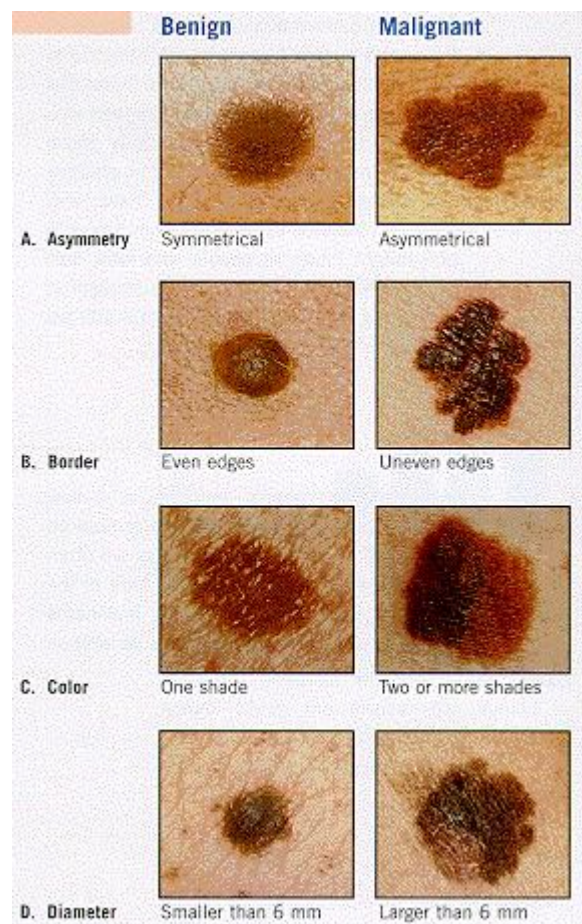 Benign Malignant
A. Asymmetry Symmetrical Asymmetrical
B. Border Even edges Uneven edges
C. Color One shade Two or more shades
D. Diameter Smaller than 6 mm Larger than 6 mm